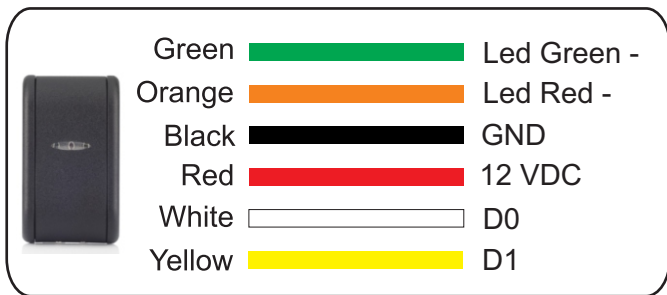 Green Led Green -
Orange Led Red -
Black GND
Red 12 VDC
White D0
Yellow D1